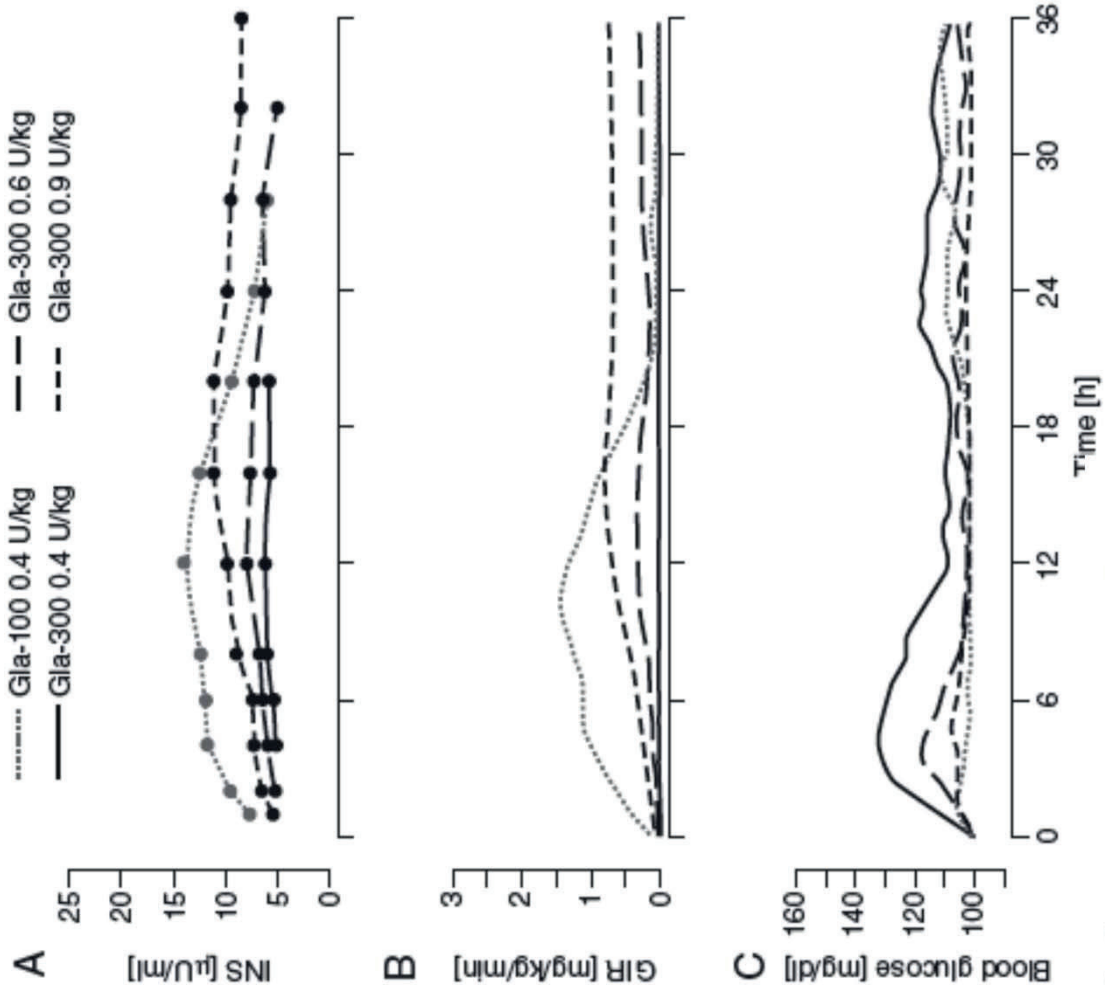 Gla-100 0.4 U/kg
Gla-300 0.6 U/kg
Gla-300 0.4 U/kg
Gla-300 0.9 U/kg
A
INS [µU/ml]
25
20
15
10
5
0
B
GIR [mg/kg/min]
3
2
1
0
C
Blood glucose [mg/dl]
160
140
120
100
0
6
12
18
24
30
36
Time [h]